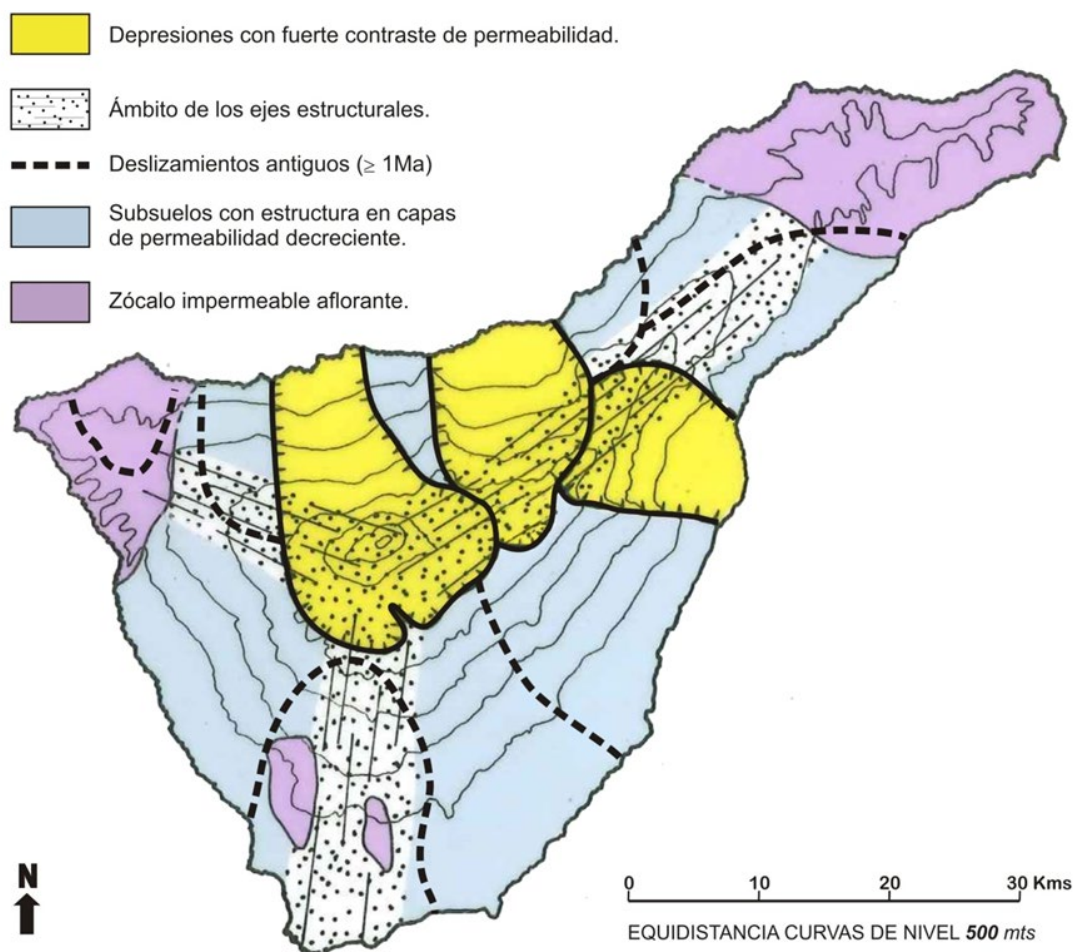 Depresiones con fuerte contraste de permeabilidad.
Ámbito de los ejes estructurales.
Deslizamientos antiguos (≥ 1Ma)
Subsuelos con estructura en capas
de permeabilidad decreciente.
Zócalo impermeable aflorante.
N
0 10 20 30 Kms
EQUIDISTANCIA CURVAS DE NIVEL 500 mts